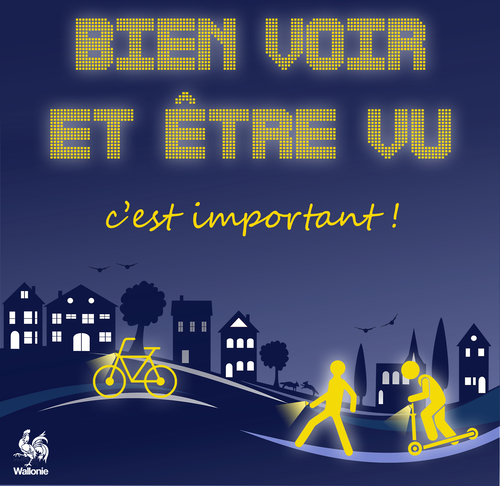 BIEN VOIR
ET ÊTRE VU
c'est important !
Wallonie